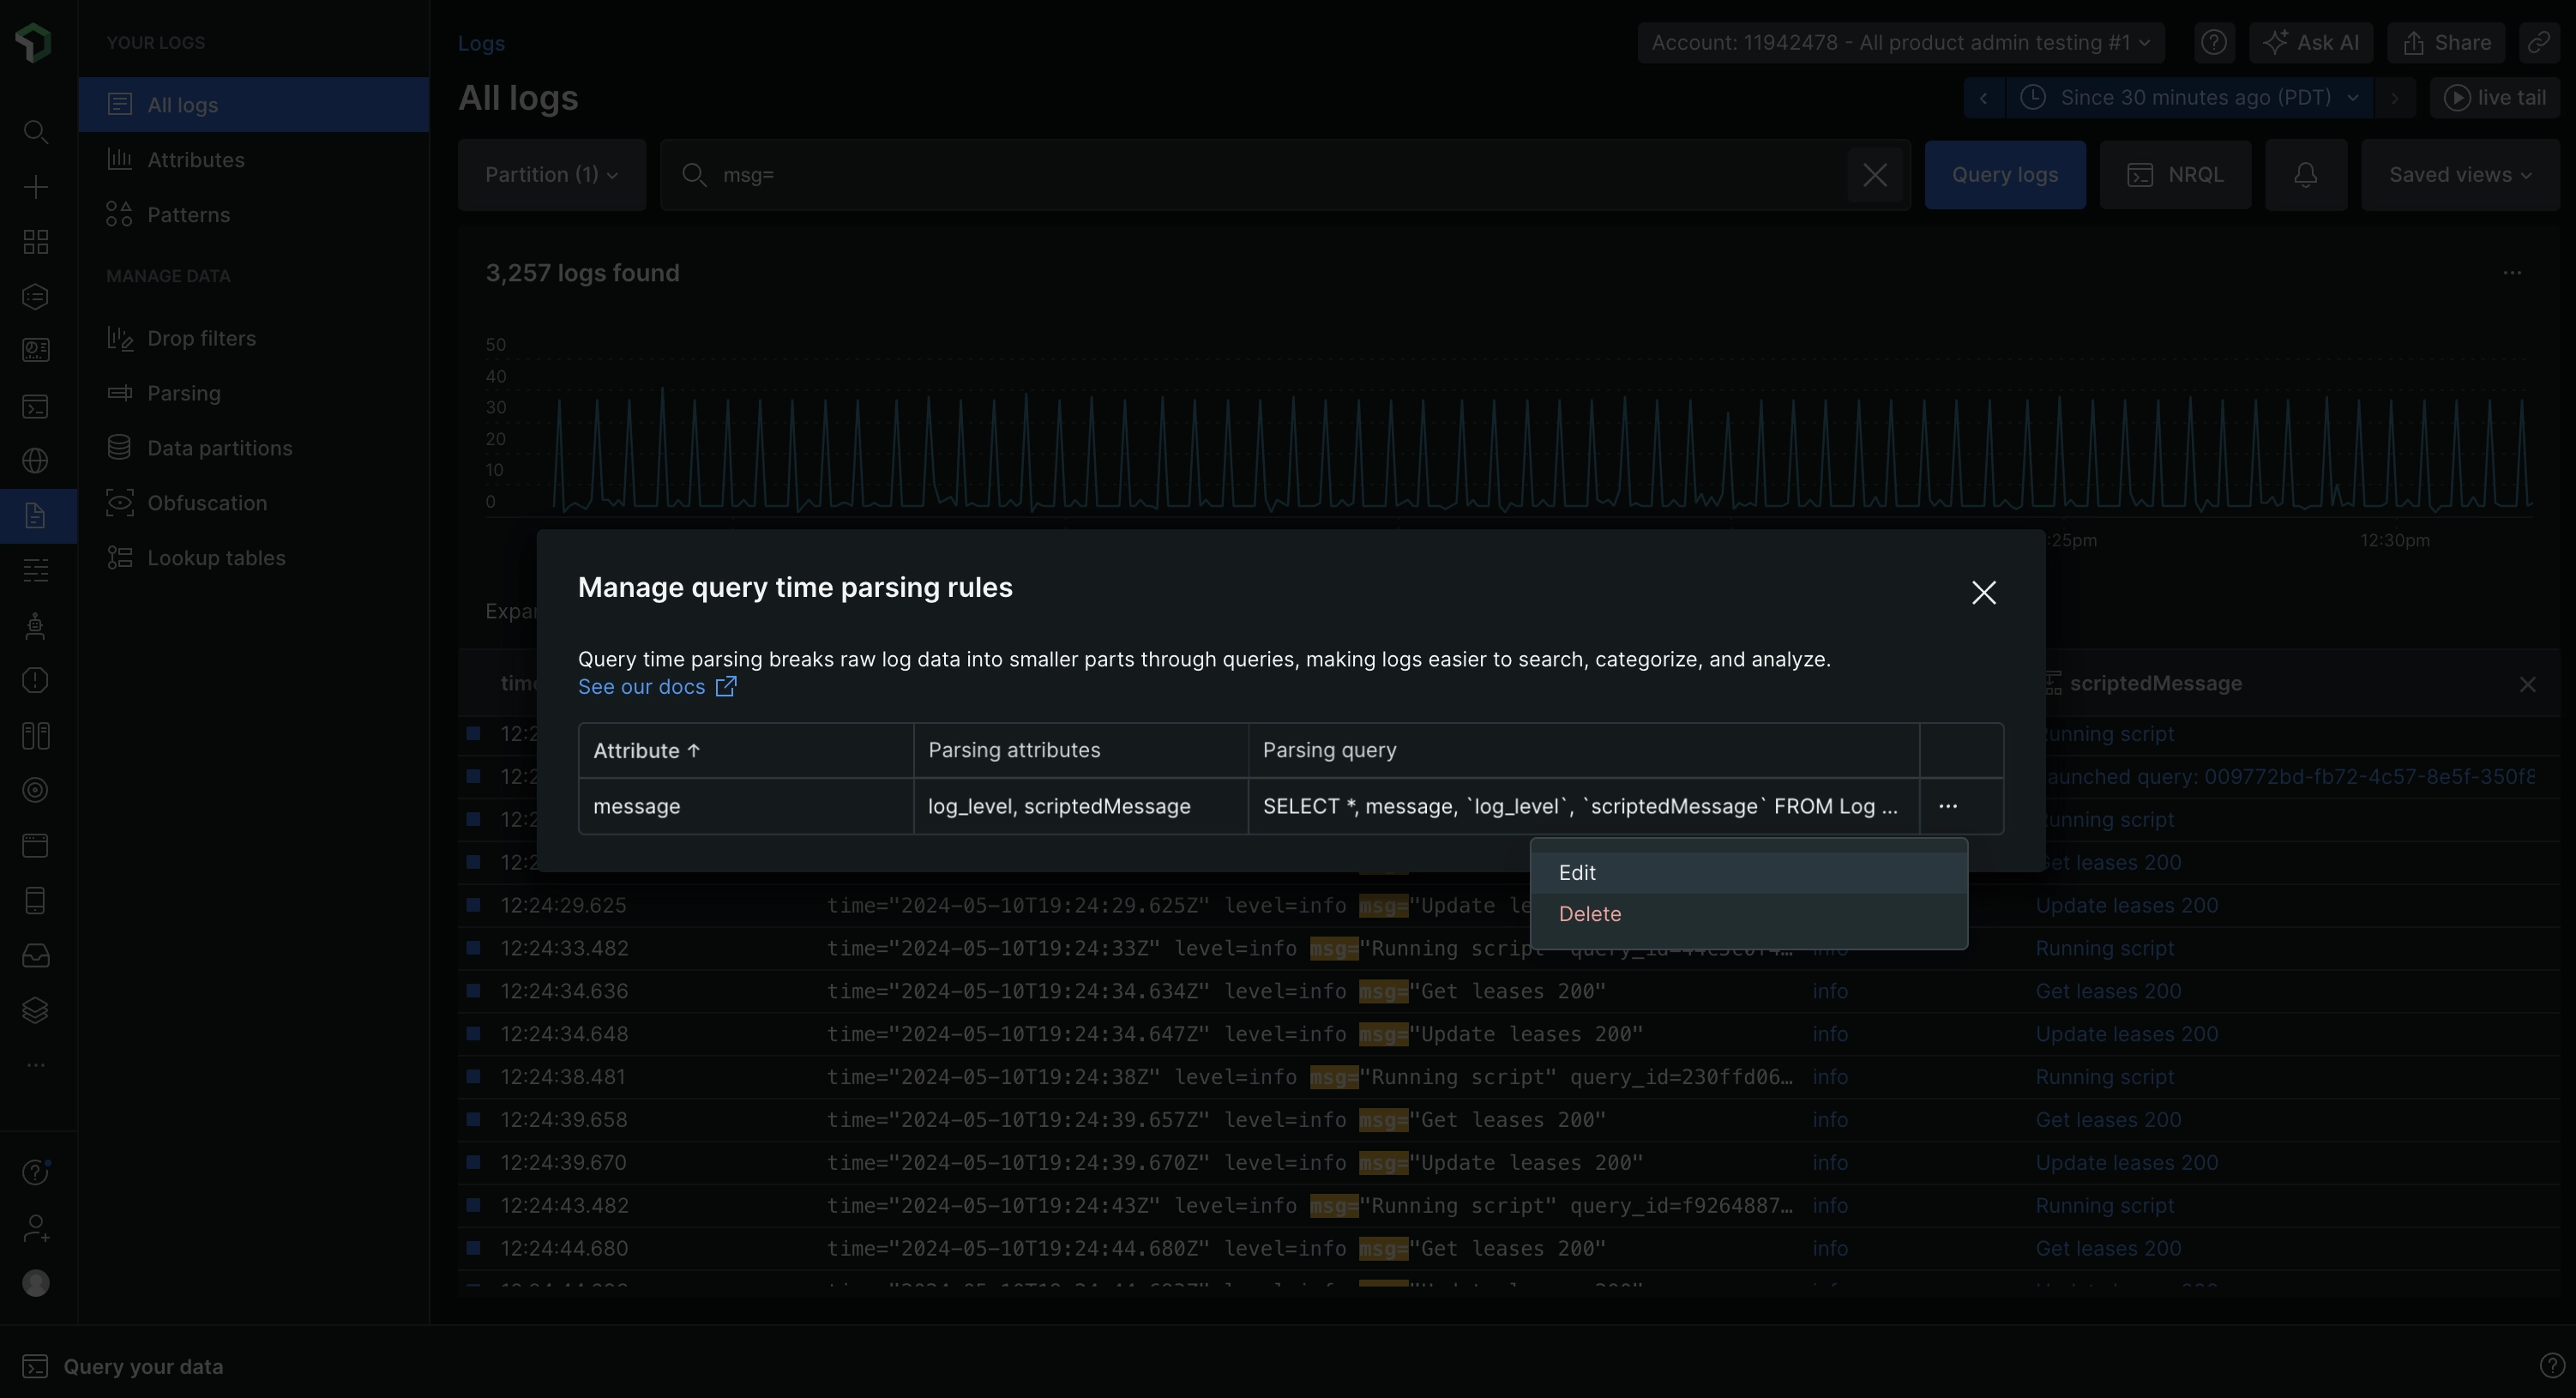 YOUR LOGS
All logs
Attributes
Patterns
MANAGE DATA
Drop filters
Parsing
Data partitions
Obfuscation
Lookup tables
Logs
Account: 11942478 - All product admin testing #1
Ask AI
Share
All logs
Since 30 minutes ago (PDT)
live tail
Partition (1)
msg=
Query logs
NRQL
Saved views
3,257 logs found
50
40
30
20
10
0
:25pm
12:30pm
Manage query time parsing rules
Query time parsing breaks raw log data into smaller parts through queries, making logs easier to search, categorize, and analyze.
See our docs
Attribute ↑ Parsing attributes Parsing query
message log_level, scriptedMessage SELECT *, message, `log_level`, `scriptedMessage` FROM Log ...
Edit
Delete
scriptedMessage
unning script
aunched query: 009772bd-fb72-4c57-8e5f-350f8
unning script
Get leases 200
12:24:29.625 time="2024-05-10T19:24:29.625Z" level=info msg="Update le Update leases 200
12:24:33.482 time="2024-05-10T19:24:33Z" level=info msg="Running script info Running script
12:24:34.636 time="2024-05-10T19:24:34.634Z" level=info msg="Get leases 200" info Get leases 200
12:24:34.648 time="2024-05-10T19:24:34.647Z" level=info msg="Update leases 200" info Update leases 200
12:24:38.481 time="2024-05-10T19:24:38Z" level=info msg="Running script" query_id=230ffd06… info Running script
12:24:39.658 time="2024-05-10T19:24:39.657Z" level=info msg="Get leases 200" info Get leases 200
12:24:39.670 time="2024-05-10T19:24:39.670Z" level=info msg="Update leases 200" info Update leases 200
12:24:43.482 time="2024-05-10T19:24:43Z" level=info msg="Running script" query_id=f9264887… info Running script
12:24:44.680 time="2024-05-10T19:24:44.680Z" level=info msg="Get leases 200" info Get leases 200
Query your data